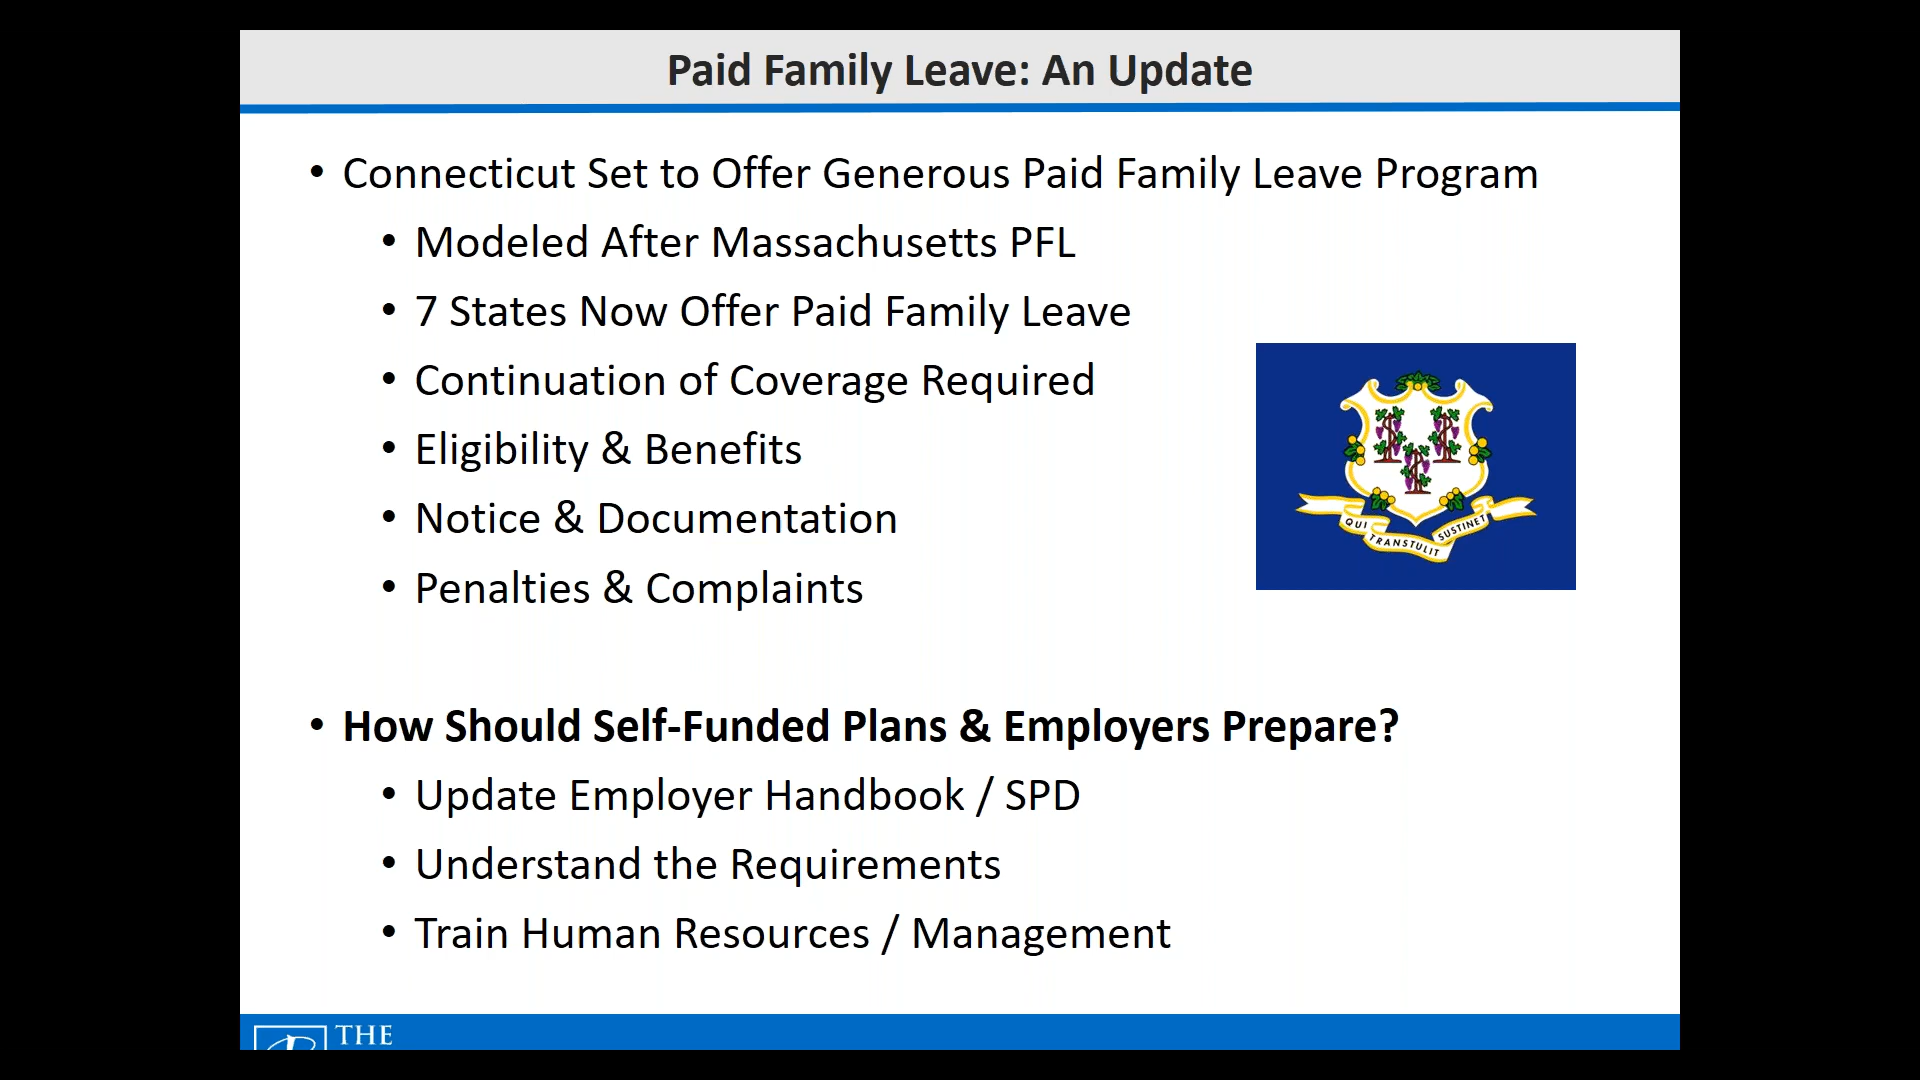 Paid Family Leave: An Update
• Connecticut Set to Offer Generous Paid Family Leave Program
• Modeled After Massachusetts PFL
• 7 States Now Offer Paid Family Leave
• Continuation of Coverage Required
• Eligibility & Benefits
• Notice & Documentation
• Penalties & Complaints
QUI TRANSTULIT SUSTINET
• How Should Self-Funded Plans & Employers Prepare?
• Update Employer Handbook / SPD
• Understand the Requirements
• Train Human Resources / Management
THE